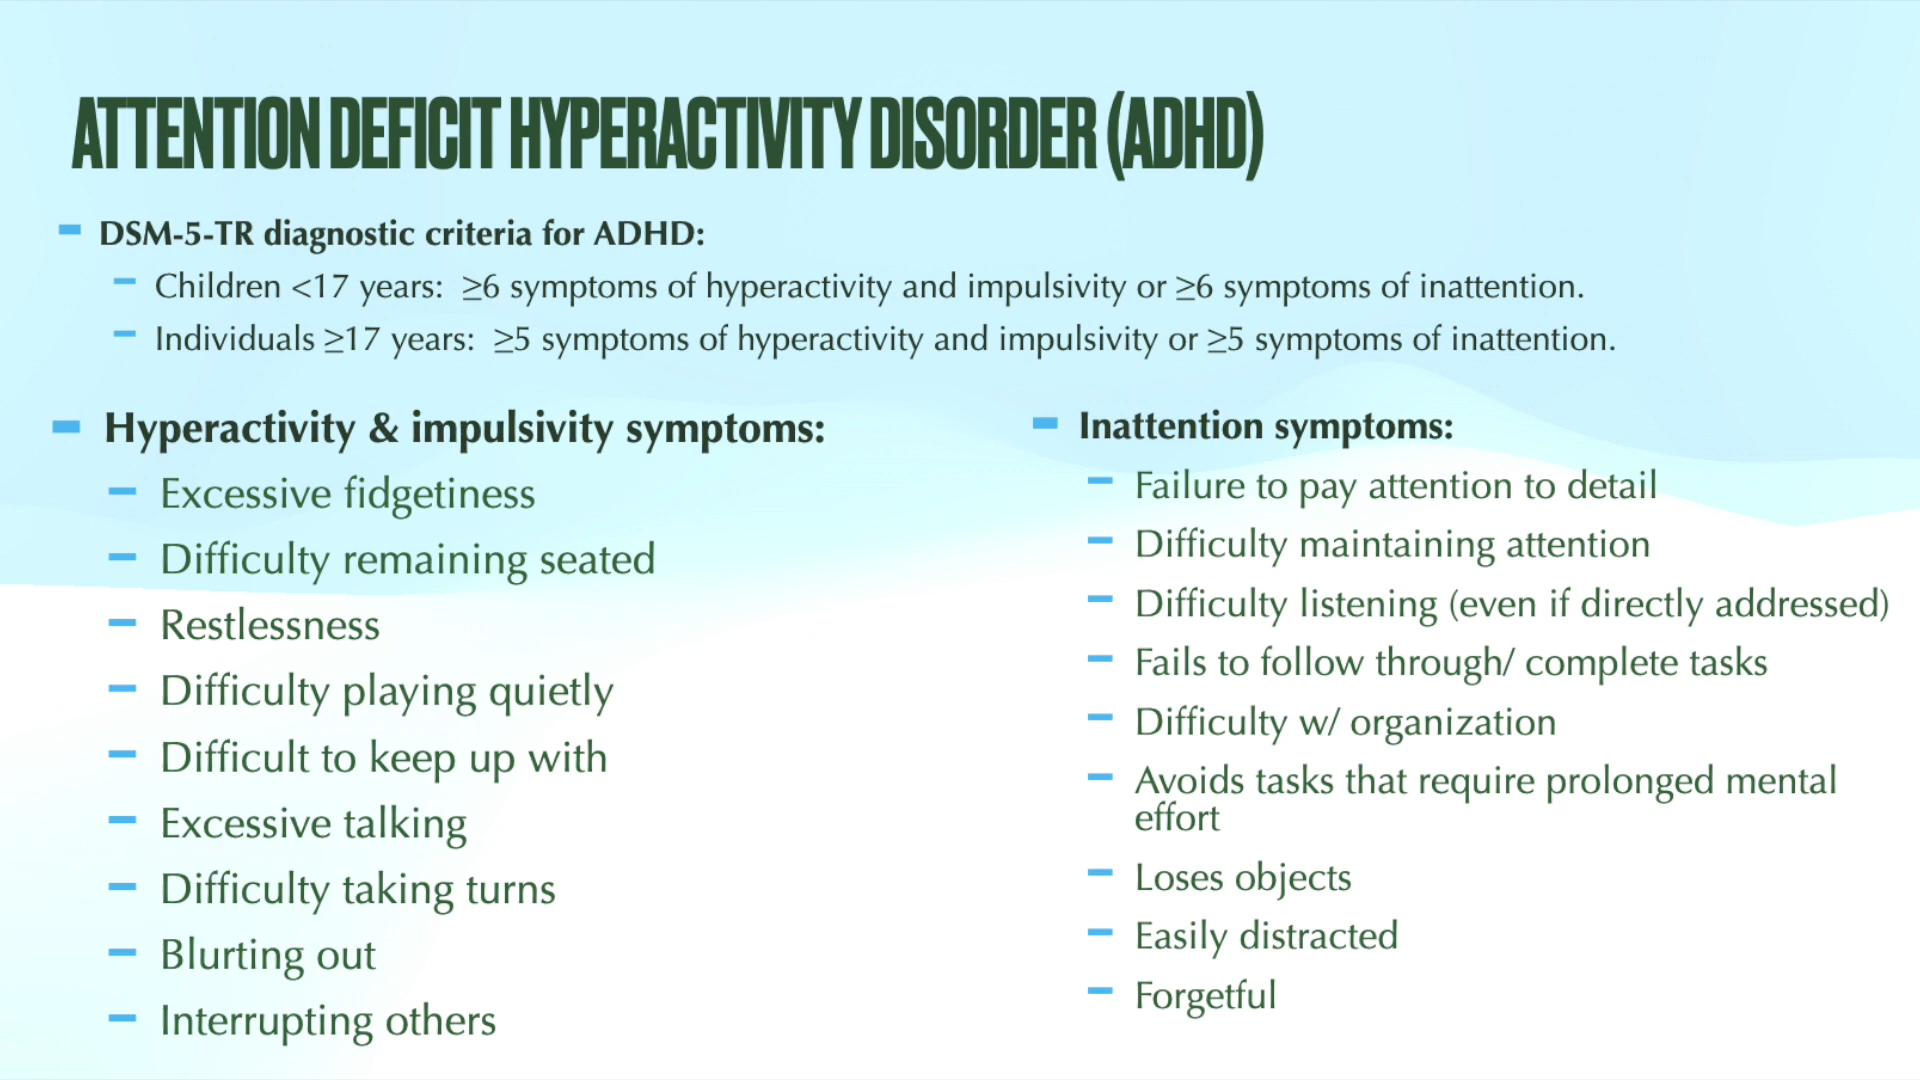 ATTENTION DEFICIT HYPERACTIVITY DISORDER (ADHD)
DSM-5-TR diagnostic criteria for ADHD:
Children <17 years: ≥6 symptoms of hyperactivity and impulsivity or ≥6 symptoms of inattention.
Individuals ≥17 years: ≥5 symptoms of hyperactivity and impulsivity or ≥5 symptoms of inattention.
Hyperactivity & impulsivity symptoms:
Excessive fidgetiness
Difficulty remaining seated
Restlessness
Difficulty playing quietly
Difficult to keep up with
Excessive talking
Difficulty taking turns
Blurting out
Interrupting others
Inattention symptoms:
Failure to pay attention to detail
Difficulty maintaining attention
Difficulty listening (even if directly addressed)
Fails to follow through/ complete tasks
Difficulty w/ organization
Avoids tasks that require prolonged mental
effort
Loses objects
Easily distracted
Forgetful